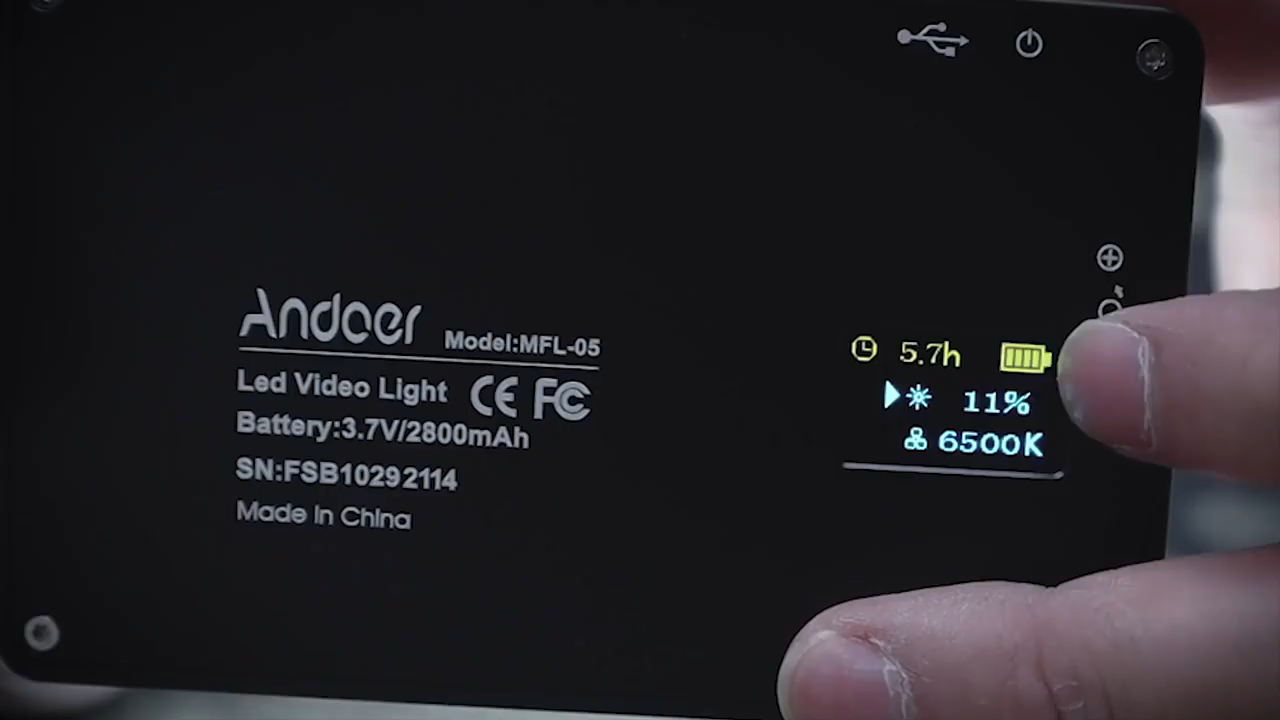 Andoer Model:MFL-05
Led Video Light CE FC
Battery:3.7V/2800mAh
SN:FSB10292114
Made in China
5.7h
11%
6500K